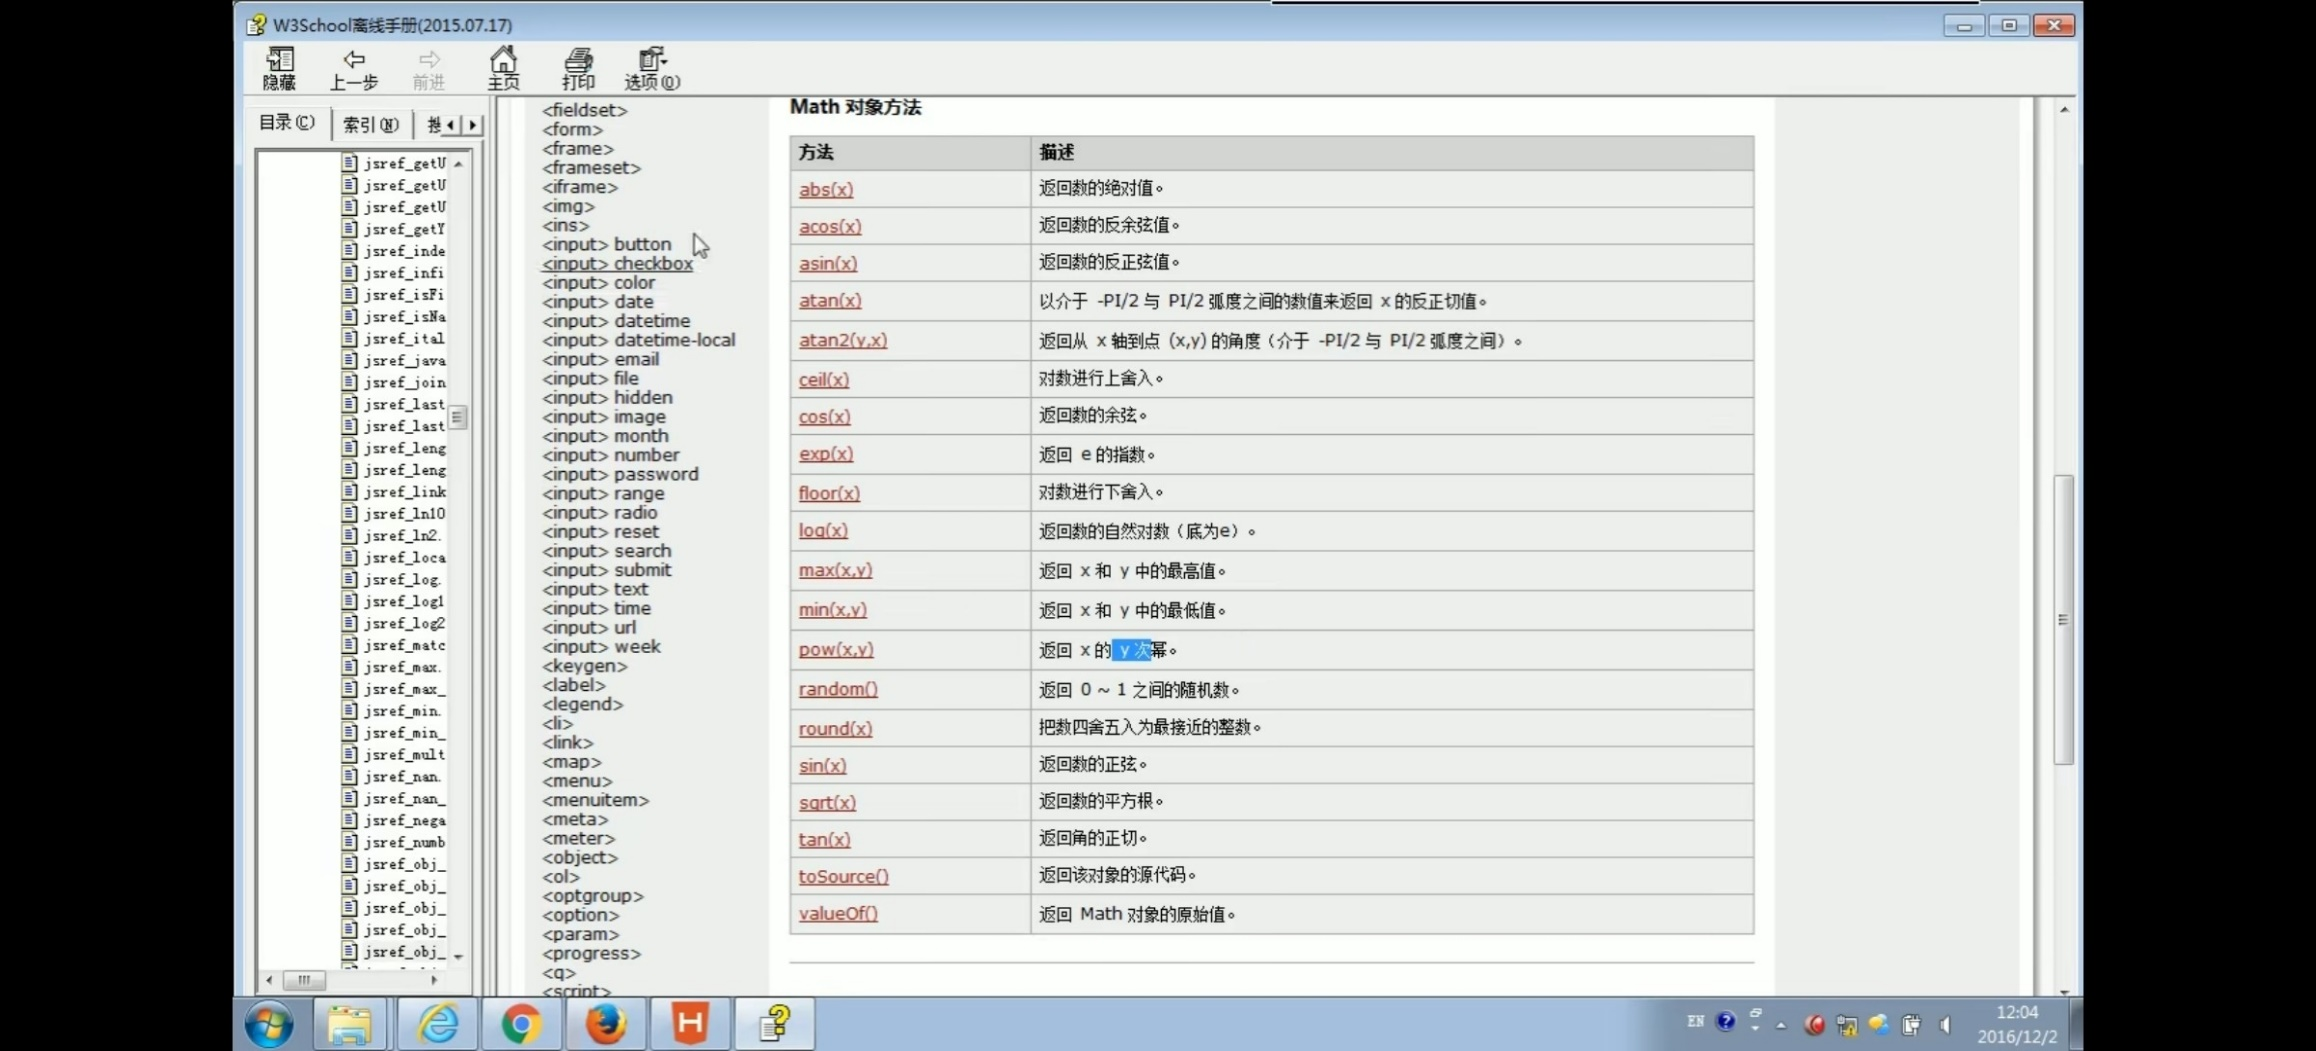 W3School离线手册(2015.07.17)
隐藏
上一步
前进
主页
打印
选项(O)
目录(C)
索引(N)
jsref_getU
jsref_getU
jsref_getU
jsref_getY
jsref_inde
jsref_infi
jsref_isFi
jsref_isNa
jsref_ital
jsref_java
jsref_join
jsref_last
jsref_last
jsref_leng
jsref_leng
jsref_link
jsref_ln10
jsref_ln2.
jsref_loca
jsref_log.
jsref_log1
jsref_log2
jsref_matc
jsref_max.
jsref_max_
jsref_min.
jsref_min_
jsref_mult
jsref_nan.
jsref_nan_
jsref_nega
jsref_numb
jsref_obj_
jsref_obj_
jsref_obj_
jsref_obj_
jsref_obj_
<fieldset>
<form>
<frame>
<frameset>
<iframe>
<img>
<ins>
<input> button
<input> checkbox
<input> color
<input> date
<input> datetime
<input> datetime-local
<input> email
<input> file
<input> hidden
<input> image
<input> month
<input> number
<input> password
<input> range
<input> radio
<input> reset
<input> search
<input> submit
<input> text
<input> time
<input> url
<input> week
<keygen>
<label>
<legend>
<li>
<link>
<map>
<menu>
<menuitem>
<meta>
<meter>
<object>
<ol>
<optgroup>
<option>
<param>
<progress>
<q>
<script>
Math 对象方法
方法 描述
abs(x) 返回数的绝对值。
acos(x) 返回数的反余弦值。
asin(x) 返回数的反正弦值。
atan(x) 以介于 -PI/2 与 PI/2 弧度之间的数值来返回 x 的反正切值。
atan2(y,x) 返回从 x 轴到点 (x,y) 的角度（介于 -PI/2 与 PI/2 弧度之间）。
ceil(x) 对数进行上舍入。
cos(x) 返回数的余弦。
exp(x) 返回 e 的指数。
floor(x) 对数进行下舍入。
log(x) 返回数的自然对数（底为e）。
max(x,y) 返回 x 和 y 中的最高值。
min(x,y) 返回 x 和 y 中的最低值。
pow(x,y) 返回 x 的 y 次幂。
random() 返回 0 ~ 1 之间的随机数。
round(x) 把数四舍五入为最接近的整数。
sin(x) 返回数的正弦。
sqrt(x) 返回数的平方根。
tan(x) 返回角的正切。
toSource() 返回该对象的源代码。
valueOf() 返回 Math 对象的原始值。
EN
12:04
2016/12/2